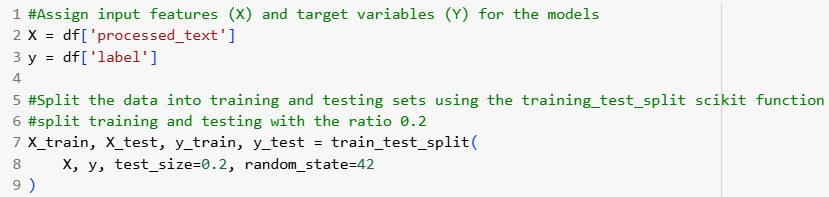 1 #Assign input features (X) and target variables (Y) for the models
2 X = df['processed_text']
3 y = df['label']
4
5 #Split the data into training and testing sets using the training_test_split scikit function
6 #split training and testing with the ratio 0.2
7 X_train, X_test, y_train, y_test = train_test_split(
8     X, y, test_size=0.2, random_state=42
9 )